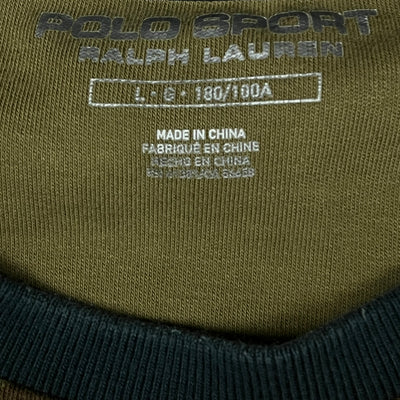 POLO SPORT
RALPH LAUREN
L · G · 180/100A
MADE IN CHINA
FABRIQUÉ EN CHINE
HECHO EN CHINA